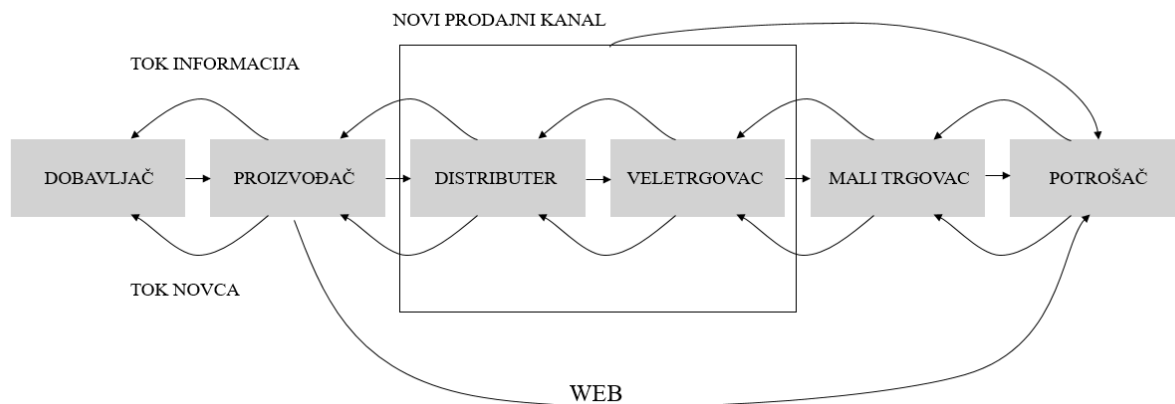 NOVI PRODAJNI KANAL
TOK INFORMACIJA
DOBAVLJAČ
PROIZVOĐAČ
DISTRIBUTER
VELETRGOVAC
MALI TRGOVAC
POTROŠAČ
TOK NOVCA
WEB